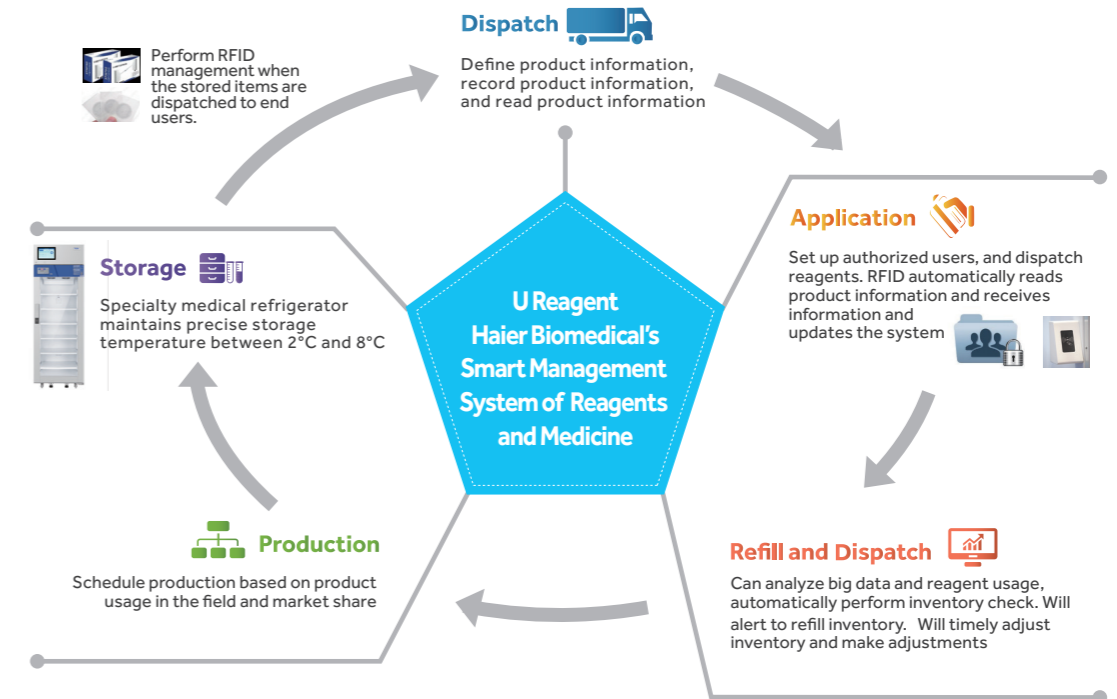 Dispatch
Define product information,
record product information,
and read product information
Perform RFID
management when
the stored items are
dispatched to end
users.
Application
Set up authorized users, and dispatch
reagents. RFID automatically reads
product information and receives
information and
updates the system
Storage
Specialty medical refrigerator
maintains precise storage
temperature between 2°C and 8°C
U Reagent
Haier Biomedical's
Smart Management
System of Reagents
and Medicine
Production
Schedule production based on product
usage in the field and market share
Refill and Dispatch
Can analyze big data and reagent usage,
automatically perform inventory check. Will
alert to refill inventory. Will timely adjust
inventory and make adjustments